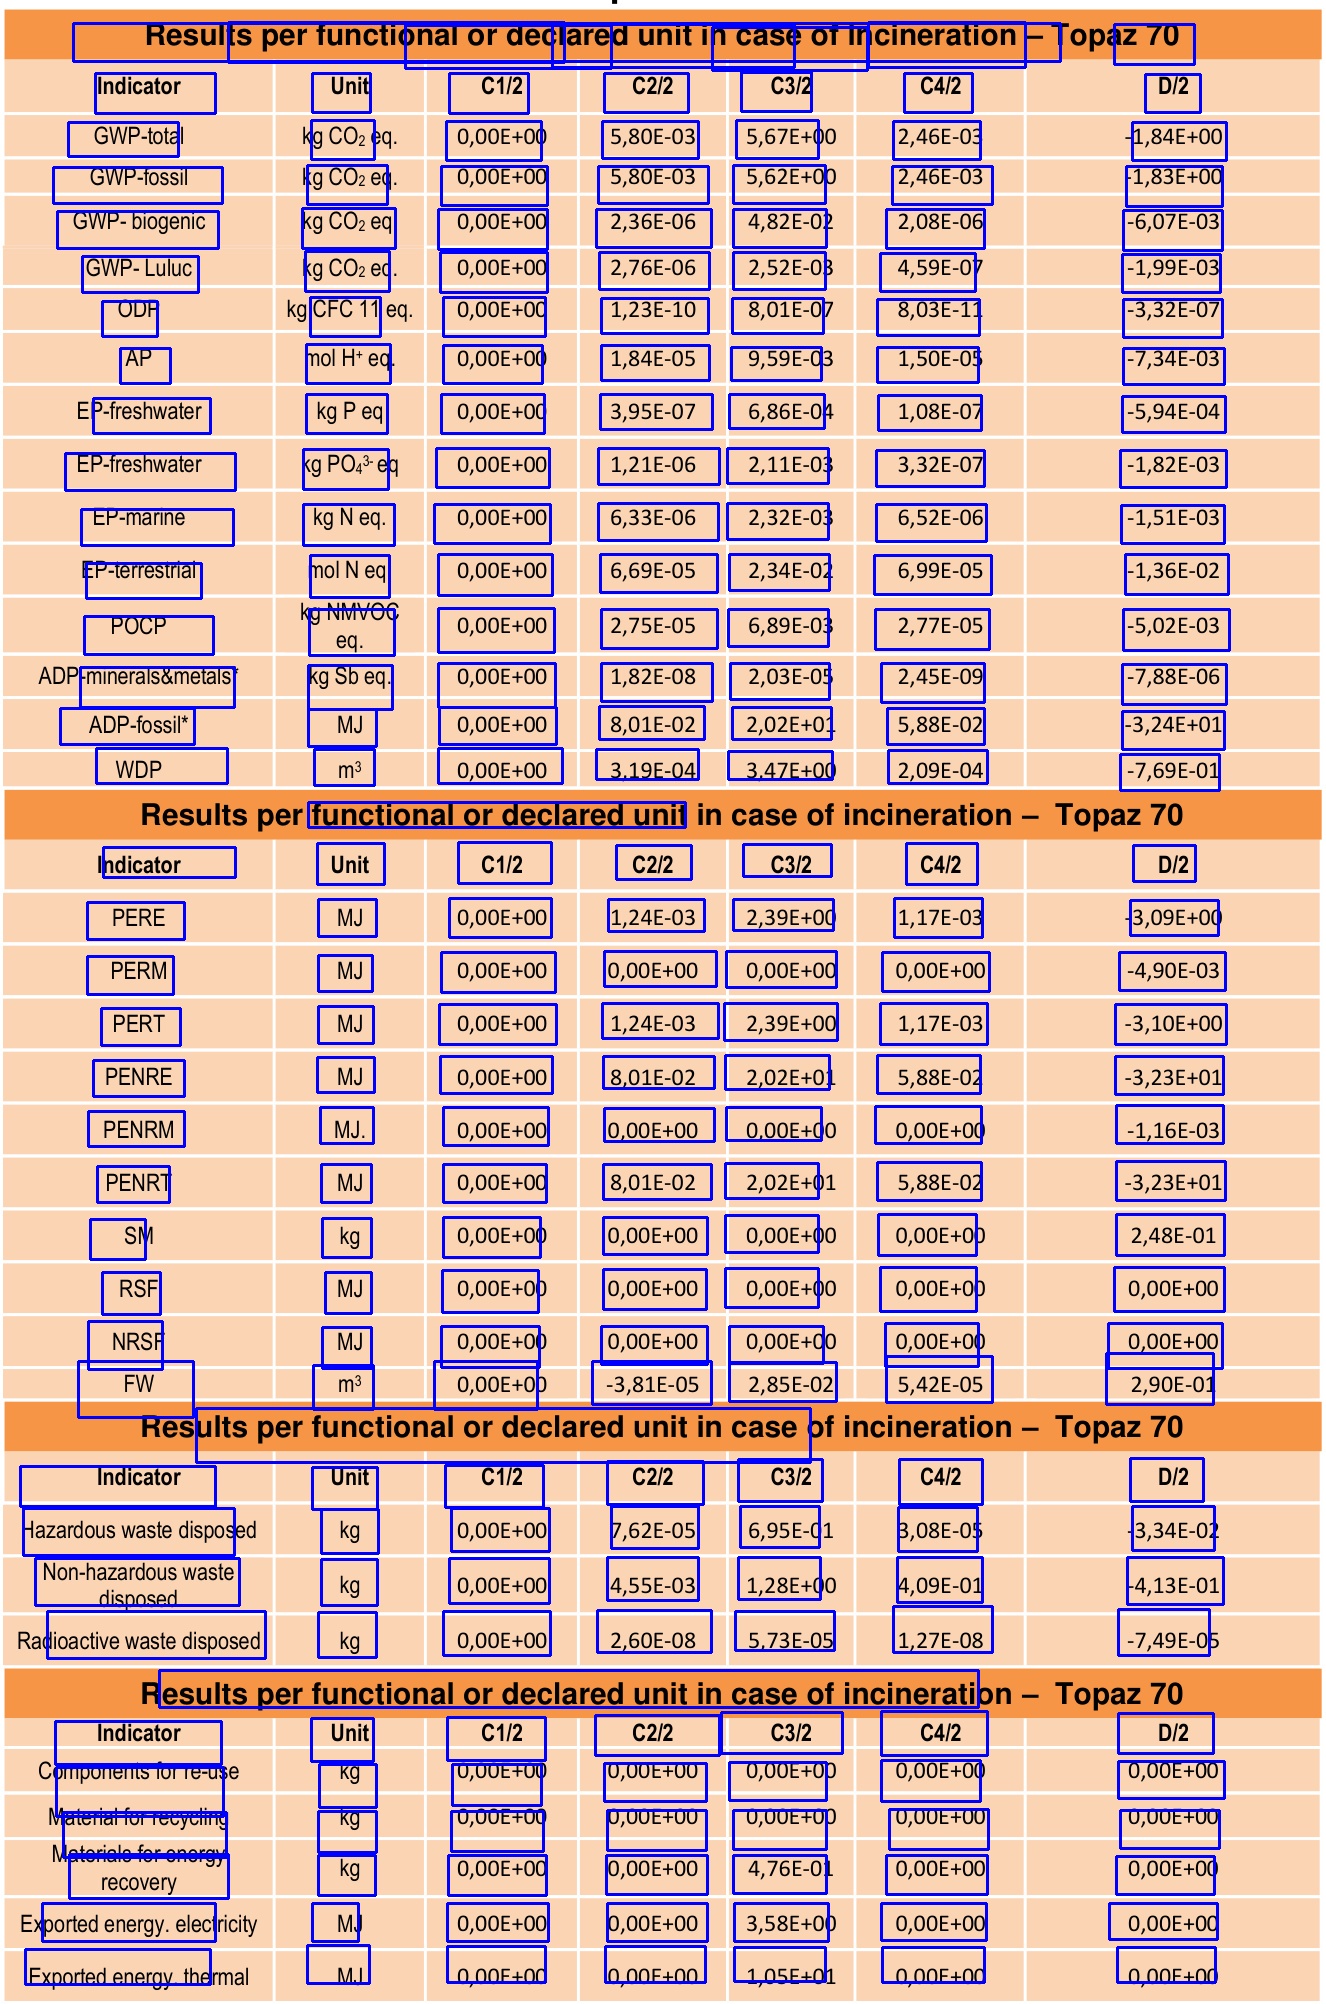 Results per functional or declared unit in case of incineration – Topaz 70
Indicator Unit C1/2 C2/2 C3/2 C4/2 D/2
GWP-total kg CO₂ eq. 0,00E+00 5,80E-03 5,67E+00 2,46E-03 -1,84E+00
GWP-fossil kg CO₂ eq. 0,00E+00 5,80E-03 5,62E+00 2,46E-03 -1,83E+00
GWP- biogenic kg CO₂ eq 0,00E+00 2,36E-06 4,82E-02 2,08E-06 -6,07E-03
GWP- Luluc kg CO₂ eq. 0,00E+00 2,76E-06 2,52E-03 4,59E-07 -1,99E-03
ODP kg CFC 11 eq. 0,00E+00 1,23E-10 8,01E-07 8,03E-11 -3,32E-07
AP mol H⁺ eq. 0,00E+00 1,84E-05 9,59E-03 1,50E-05 -7,34E-03
EP-freshwater kg P eq 0,00E+00 3,95E-07 6,86E-04 1,08E-07 -5,94E-04
EP-freshwater kg PO₄³⁻ eq 0,00E+00 1,21E-06 2,11E-03 3,32E-07 -1,82E-03
EP-marine kg N eq. 0,00E+00 6,33E-06 2,32E-03 6,52E-06 -1,51E-03
EP-terrestrial mol N eq 0,00E+00 6,69E-05 2,34E-02 6,99E-05 -1,36E-02
POCP kg NMVOC eq. 0,00E+00 2,75E-05 6,89E-03 2,77E-05 -5,02E-03
ADP-minerals&metals* kg Sb eq. 0,00E+00 1,82E-08 2,03E-05 2,45E-09 -7,88E-06
ADP-fossil* MJ 0,00E+00 8,01E-02 2,02E+01 5,88E-02 -3,24E+01
WDP m³ 0,00E+00 3,19E-04 3,47E+00 2,09E-04 -7,69E-01
Results per functional or declared unit in case of incineration – Topaz 70
Indicator Unit C1/2 C2/2 C3/2 C4/2 D/2
PERE MJ 0,00E+00 1,24E-03 2,39E+00 1,17E-03 -3,09E+00
PERM MJ 0,00E+00 0,00E+00 0,00E+00 0,00E+00 -4,90E-03
PERT MJ 0,00E+00 1,24E-03 2,39E+00 1,17E-03 -3,10E+00
PENRE MJ 0,00E+00 8,01E-02 2,02E+01 5,88E-02 -3,23E+01
PENRM MJ. 0,00E+00 0,00E+00 0,00E+00 0,00E+00 -1,16E-03
PENRT MJ 0,00E+00 8,01E-02 2,02E+01 5,88E-02 -3,23E+01
SM kg 0,00E+00 0,00E+00 0,00E+00 0,00E+00 2,48E-01
RSF MJ 0,00E+00 0,00E+00 0,00E+00 0,00E+00 0,00E+00
NRSF MJ 0,00E+00 0,00E+00 0,00E+00 0,00E+00 0,00E+00
FW m³ 0,00E+00 -3,81E-05 2,85E-02 5,42E-05 2,90E-01
Results per functional or declared unit in case of incineration – Topaz 70
Indicator Unit C1/2 C2/2 C3/2 C4/2 D/2
Hazardous waste disposed kg 0,00E+00 7,62E-05 6,95E-01 3,08E-05 -3,34E-02
Non-hazardous waste disposed kg 0,00E+00 4,55E-03 1,28E+00 4,09E-01 -4,13E-01
Radioactive waste disposed kg 0,00E+00 2,60E-08 5,73E-05 1,27E-08 -7,49E-05
Results per functional or declared unit in case of incineration – Topaz 70
Indicator Unit C1/2 C2/2 C3/2 C4/2 D/2
Components for re-use kg 0,00E+00 0,00E+00 0,00E+00 0,00E+00 0,00E+00
Material for recycling kg 0,00E+00 0,00E+00 0,00E+00 0,00E+00 0,00E+00
Materials for energy recovery kg 0,00E+00 0,00E+00 4,76E-01 0,00E+00 0,00E+00
Exported energy. electricity MJ 0,00E+00 0,00E+00 3,58E+00 0,00E+00 0,00E+00
Exported energy. thermal MJ 0,00E+00 0,00E+00 1,05E+01 0,00E+00 0,00E+00